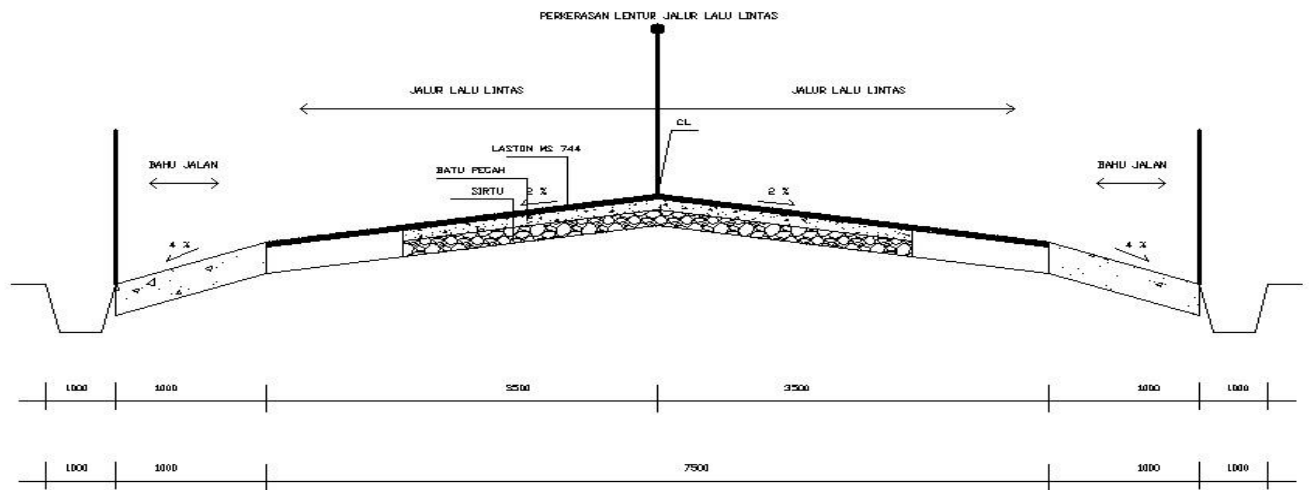 PERKERASAN LENTUR JALUR LALU LINTAS
JALUR LALU LINTAS
JALUR LALU LINTAS
CL
LASTON MS 744
BAHU JALAN
BAHU JALAN
BATU PECAH
SIRTU
2 %
2 %
4 %
4 %
1000
1000
3500
3500
1000
1000
1000
1000
7500
1000
1000